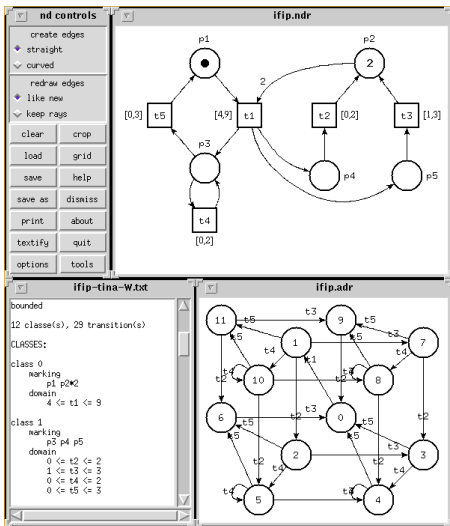 nd controls
create edges
straight
curved
redraw edges
like new
keep rays
clear crop
load grid
save help
save as dismiss
print about
textify quit
options tools
ifip.ndr
p1
p2
2
2
[0,3] t5
[4,9] t1
t2 [0,2]
t3 [1,3]
p3
p4
p5
t4
[0,2]
ifip-tina-W.txt
bounded
12 classe(s), 29 transition(s)
CLASSES:
class 0
marking
p1 p2*2
domain
4 <= t1 <= 9
class 1
marking
p3 p4 p5
domain
0 <= t2 <= 2
1 <= t3 <= 3
0 <= t4 <= 2
0 <= t5 <= 3
ifip.adr
11 t5 t3 9 t5
1 7
t4 t1 t4
t4 10 8
t2 t2 t2
6 t3 0
t5 t5
t2 t2
2 t3 3
t4 t4
t4 5 4